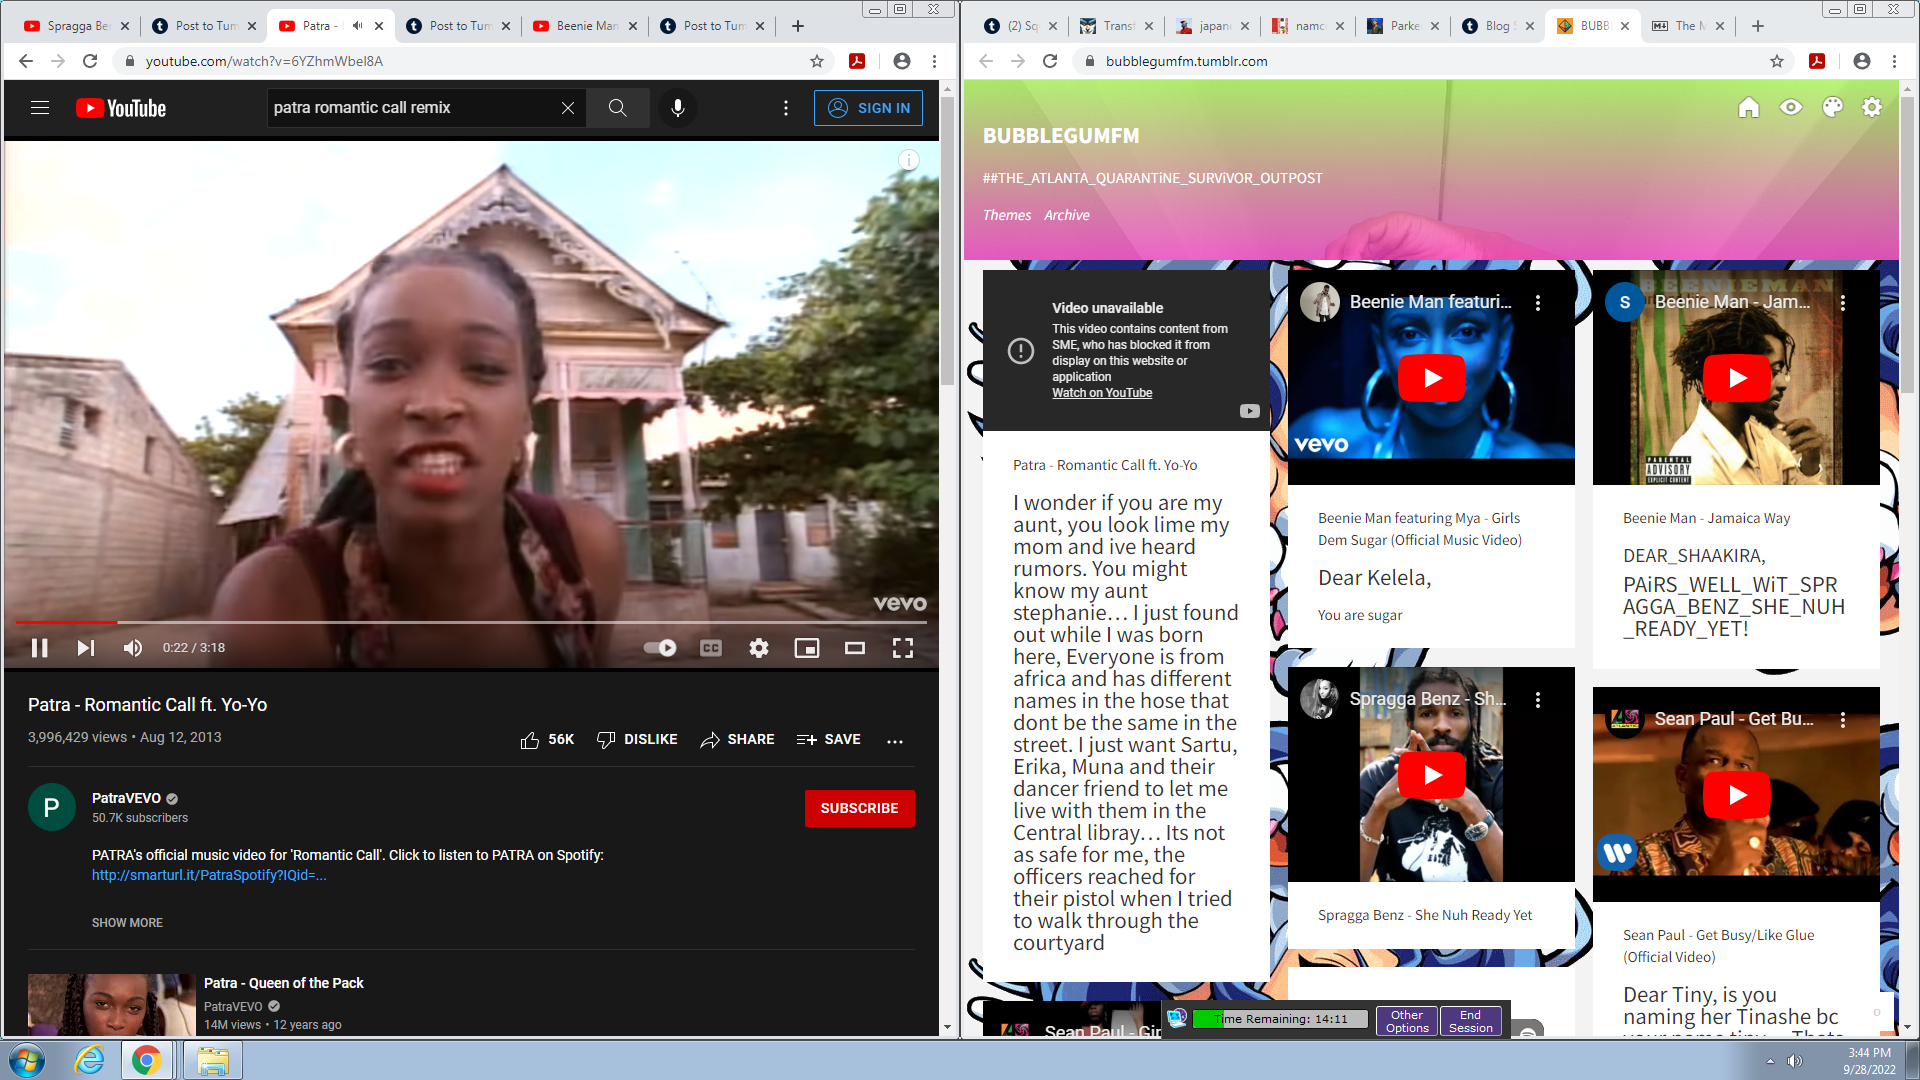 Spragga Be
Post to Tum
Patra -
Post to Tum
Beenie Man
Post to Tum
youtube.com/watch?v=6YZhmWbel8A
YouTube
patra romantic call remix
SIGN IN
vevo
0:22 / 3:18
CC
Patra - Romantic Call ft. Yo-Yo
3,996,429 views • Aug 12, 2013
56K
DISLIKE
SHARE
SAVE
P
PatraVEVO
50.7K subscribers
SUBSCRIBE
PATRA's official music video for 'Romantic Call'. Click to listen to PATRA on Spotify:
http://smarturl.it/PatraSpotify?IQid=...
SHOW MORE
Patra - Queen of the Pack
PatraVEVO
14M views • 12 years ago
(2) Sq
Transf
japan
namc
Parke
Blog
BUBB
The M
bubblegumfm.tumblr.com
BUBBLEGUMFM
##THE_ATLANTA_QUARANTiNE_SURViVOR_OUTPOST
Themes Archive
Video unavailable
This video contains content from
SME, who has blocked it from
display on this website or
application
Watch on YouTube
Patra - Romantic Call ft. Yo-Yo
I wonder if you are my
aunt, you look lime my
mom and ive heard
rumors. You might
know my aunt
stephanie... I just found
out while I was born
here, Everyone is from
africa and has different
names in the hose that
dont be the same in the
street. I just want Sartu,
Erika, Muna and their
dancer friend to let me
live with them in the
Central libray... Its not
as safe for me, the
officers reached for
their pistol when I tried
to walk through the
courtyard
Sean Paul - Gi
Beenie Man featuri...
vevo
Beenie Man featuring Mya - Girls
Dem Sugar (Official Music Video)
Dear Kelela,
You are sugar
Spragga Benz - Sh...
Spragga Benz - She Nuh Ready Yet
S
Beenie Man - Jam...
BEENIEMAN
PARENTAL
ADVISORY
EXPLICIT CONTENT
Beenie Man - Jamaica Way
DEAR_SHAAKIRA,
PAiRS_WELL_WiT_SPR
AGGA_BENZ_SHE_NUH
_READY_YET!
Sean Paul - Get Bu...
Sean Paul - Get Busy/Like Glue
(Official Video)
Dear Tiny, is you
naming her Tinashe bc
Time Remaining: 14:11
Other
Options
End
Session
3:44 PM
9/28/2022